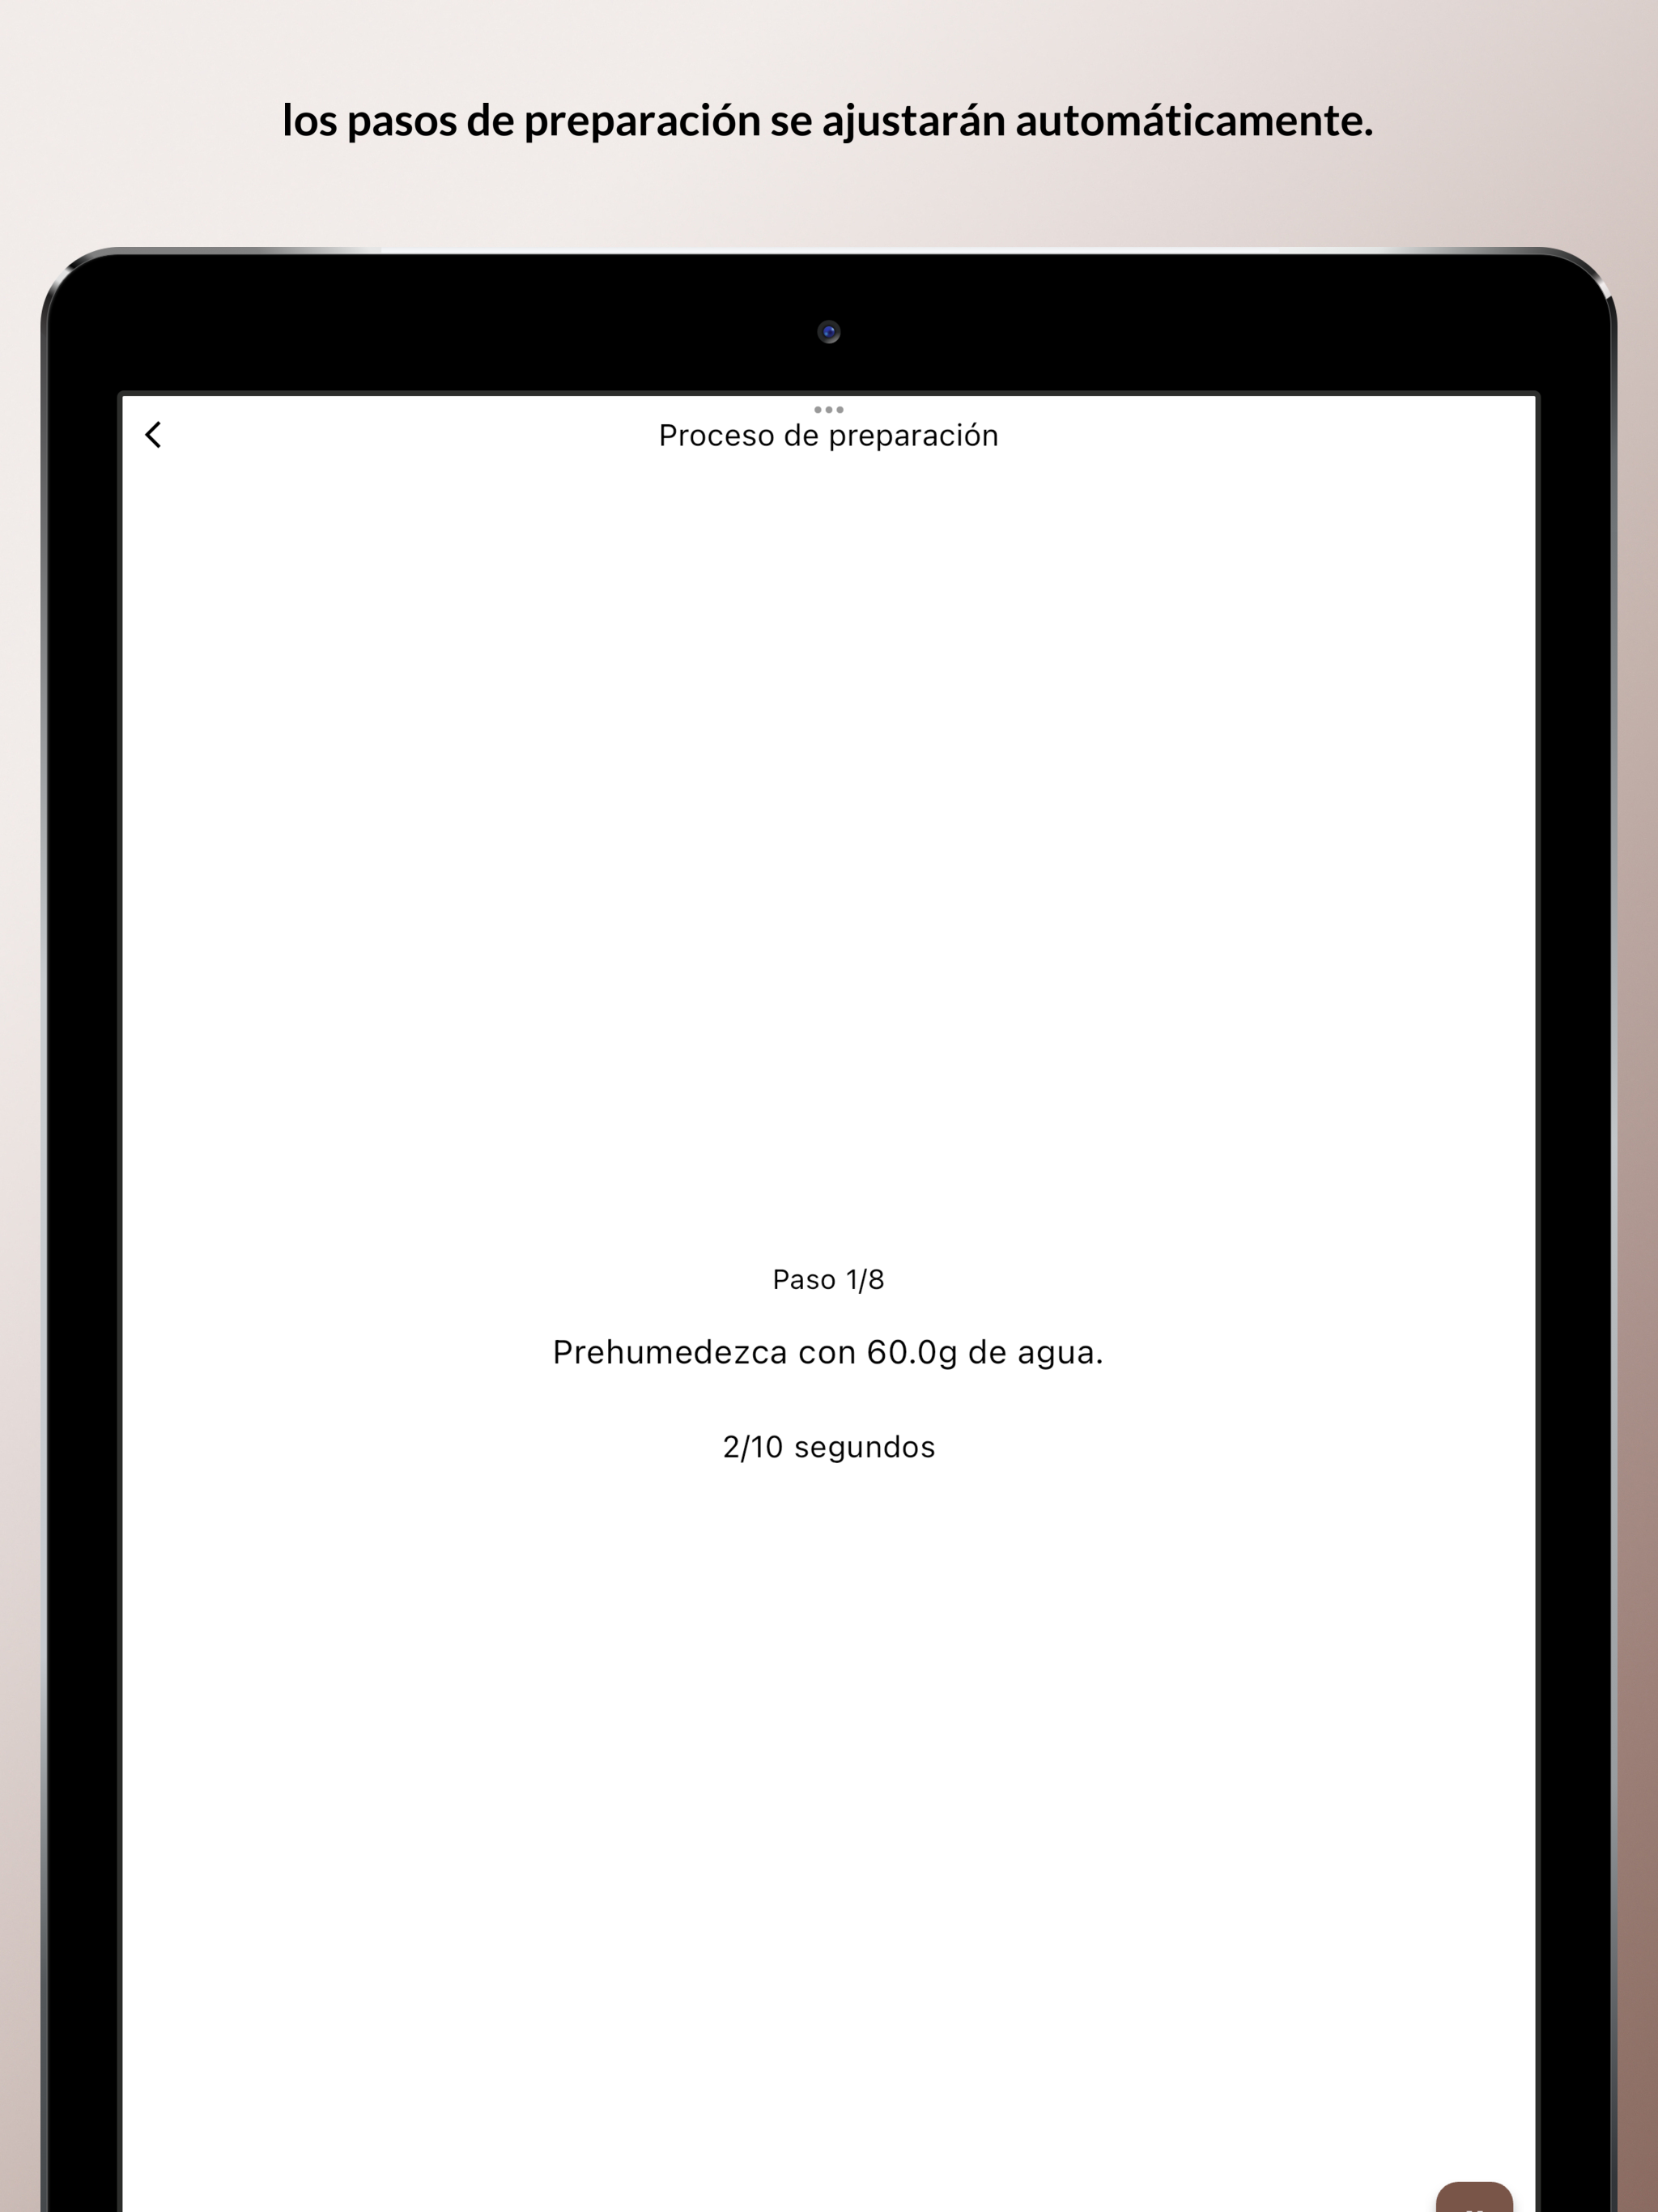 los pasos de preparación se ajustarán automáticamente.
Proceso de preparación
Paso 1/8
Prehumedezca con 60.0g de agua.
2/10 segundos